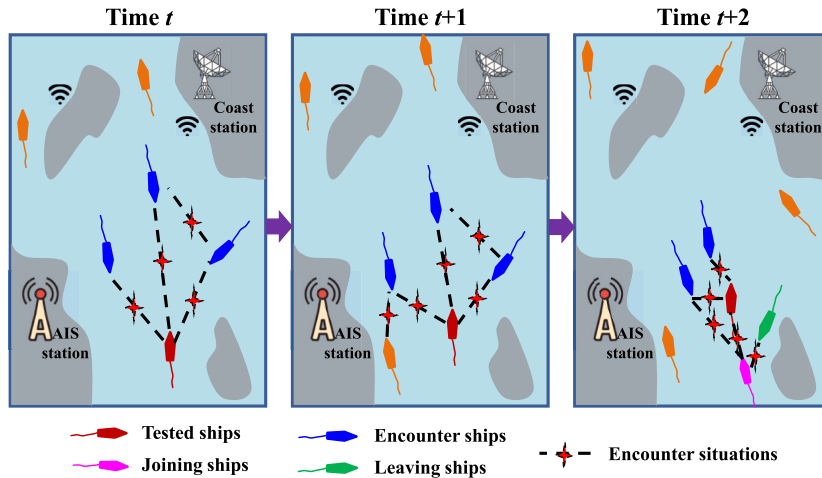 Time t
Time t+1
Time t+2
Coast
station
Coast
station
Coast
station
AIS
station
AIS
station
AIS
station
Tested ships
Encounter ships
Encounter situations
Joining ships
Leaving ships